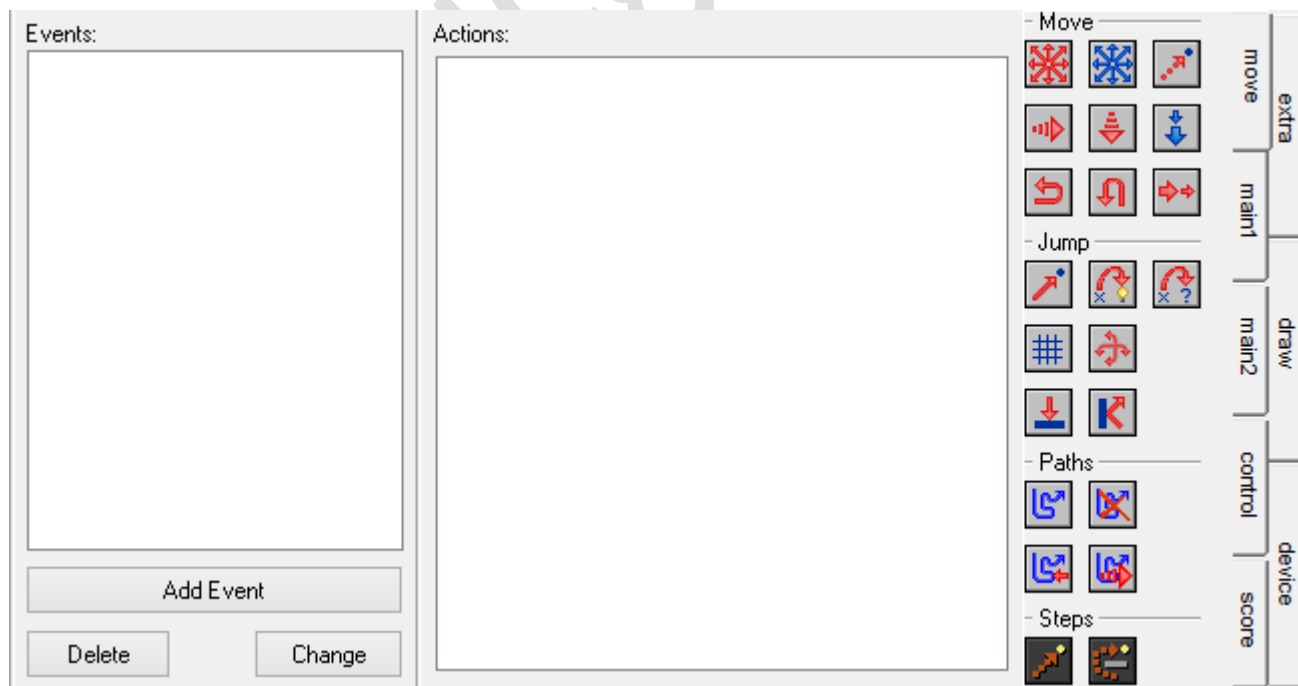 Events:
Add Event
Delete
Change
Actions:
Move
Jump
Paths
Steps
move
main1
main2
control
score
extra
draw
device